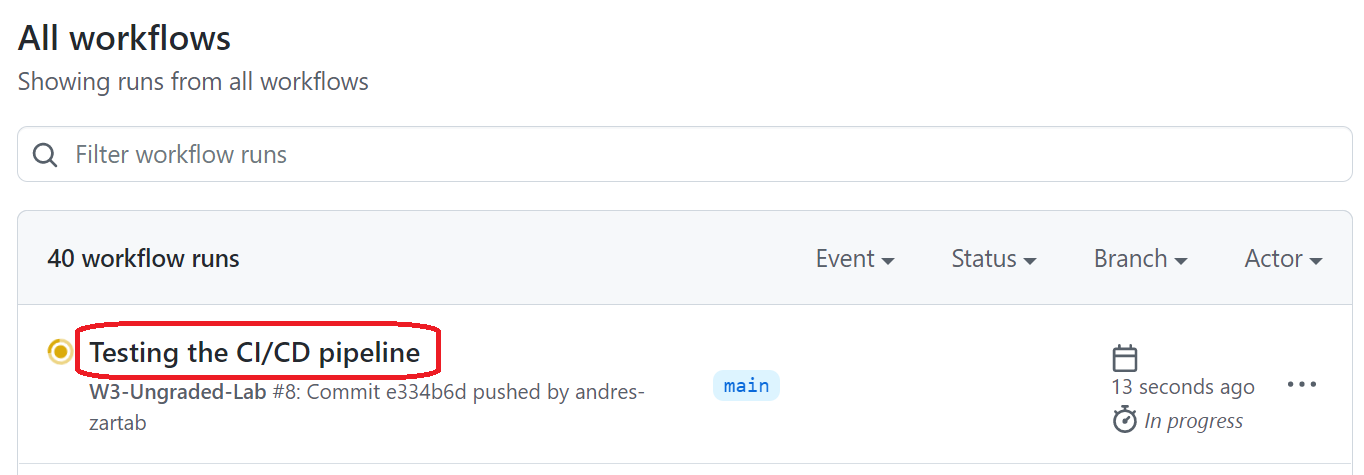 All workflows
Showing runs from all workflows
Filter workflow runs
40 workflow runs Event Status Branch Actor
Testing the CI/CD pipeline
W3-Ungraded-Lab #8: Commit e334b6d pushed by andres-
zartab
main
13 seconds ago
In progress